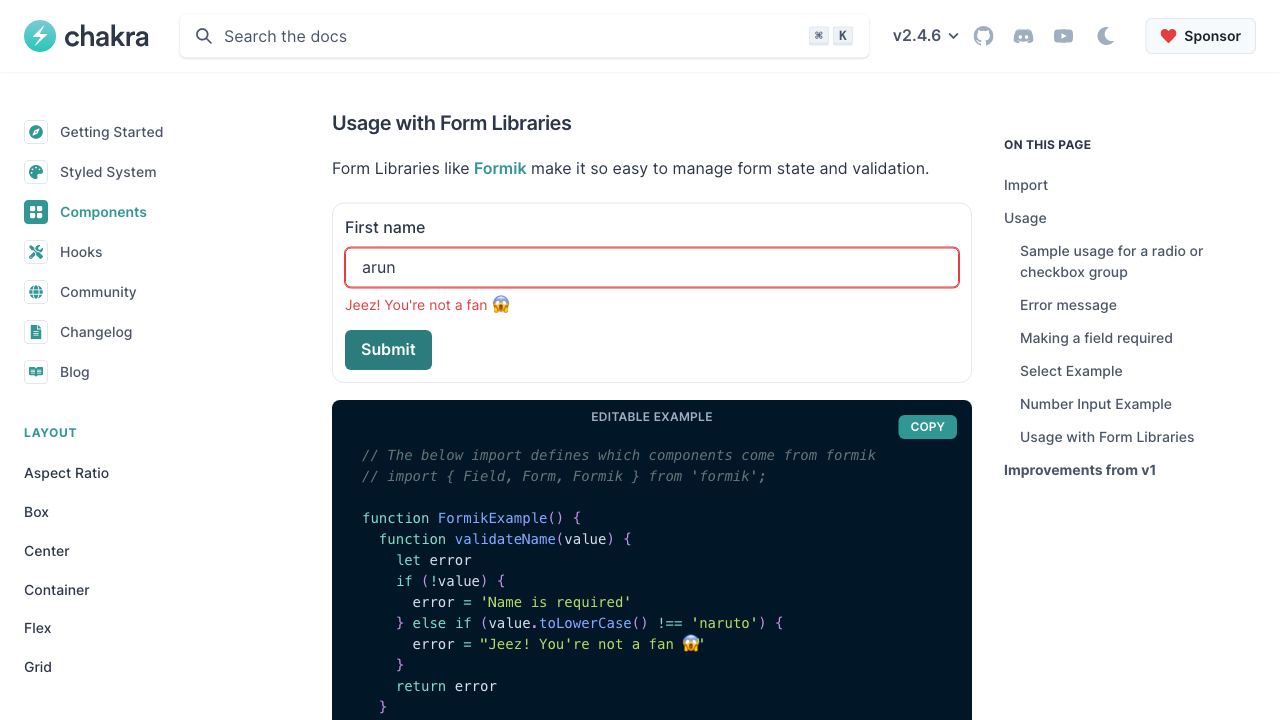 chakra
Search the docs
⌘ K
v2.4.6
Sponsor
Getting Started
Styled System
Components
Hooks
Community
Changelog
Blog
LAYOUT
Aspect Ratio
Box
Center
Container
Flex
Grid
Usage with Form Libraries
Form Libraries like Formik make it so easy to manage form state and validation.
First name
arun
Jeez! You're not a fan 😱
Submit
EDITABLE EXAMPLE
COPY
// The below import defines which components come from formik
// import { Field, Form, Formik } from 'formik';
function FormikExample() {
function validateName(value) {
let error
if (!value) {
error = 'Name is required'
} else if (value.toLowerCase() !== 'naruto') {
error = "Jeez! You're not a fan 😱"
}
return error
}
ON THIS PAGE
Import
Usage
Sample usage for a radio or
checkbox group
Error message
Making a field required
Select Example
Number Input Example
Usage with Form Libraries
Improvements from v1